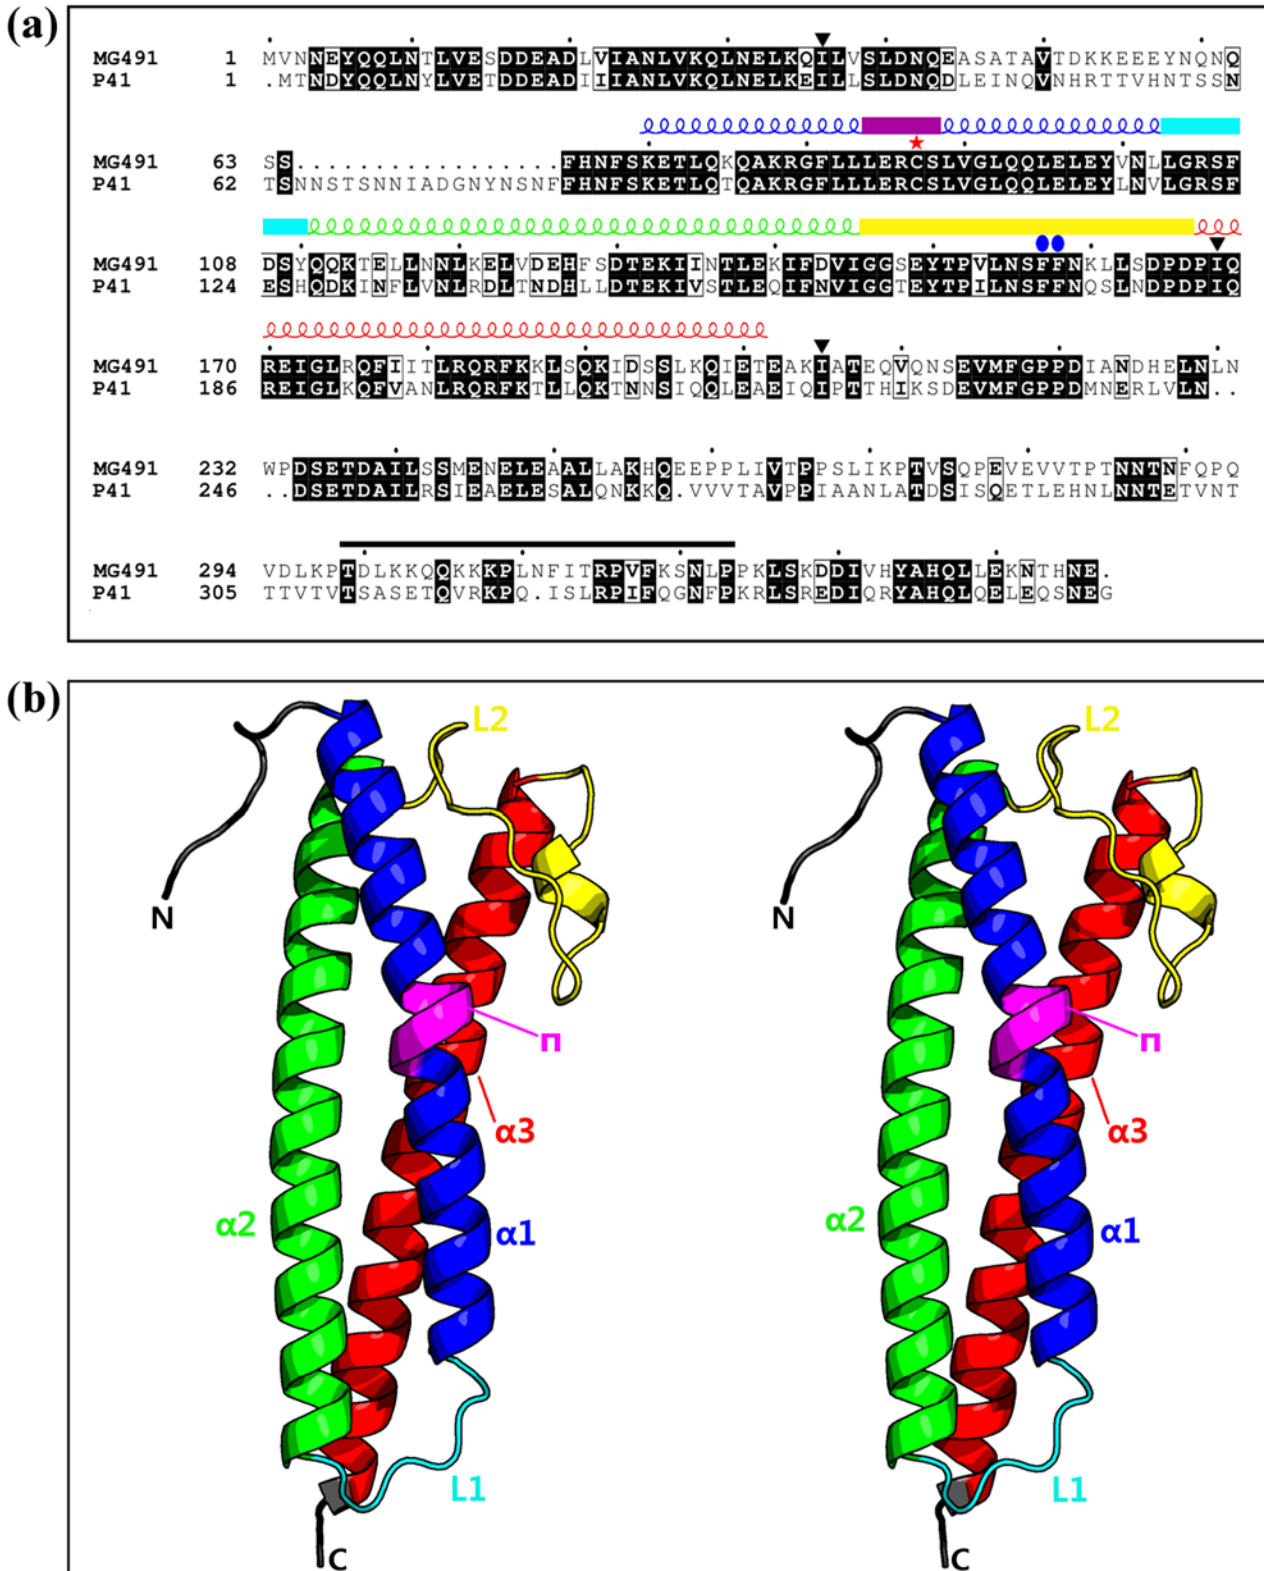 (a)
MG491 1 MVNNEYQQLNTLVESDDEADLVIANLVKQLNELKQILVSLDNQEASATAVTDKKEEEYNQNQ
P41 1 .MTNDYQQLNYLVETDDEADIIIANLVKQLNELKEILLSLDNQDLEINQVNHRTTVHNTSSN
MG491 63 SS.................FHNFSKETLQKQAKRGFLLLERCSLVGLQQLELEYVNLLGRSF
P41 62 TSNNSTSNNIADGNYNSNFFHNFSKETLQTQAKRGFLLLERCSLVGLQQLELEYLNVLGRSF
MG491 108 DSYQQKTELLNNLKELVDEHFSDTEKIINTLEKIFDVIGGSEYTPVLNSFFNKLLSDPDPIQ
P41 124 ESHQDKINFLVNLRDLTNDHLLDTEKIVSTLEQIFNVIGGTEYTPILNSFFNQSLNDPDPIQ
MG491 170 REIGLRQFIITLRQRFKKLSQKIDSSLKQIETEAKIATEQVQNSEVMFGPPDIANDHELNLN
P41 186 REIGLKQFVANLRQRFKTLLQKTNNSIQQLEAEIQIPTTHIKSDEVMFGPPDMNERLVLN..
MG491 232 WPDSETDAILSSMENELEAALLAKHQEEPPLIVTPPSLIKPTVSQPEVEVVTPTNNTNFQPQ
P41 246 ..DSETDAILRSIEAELESALQNKKQ.VVVTAVPPIAANLATDSISQETLEHNLNNTETVNT
MG491 294 VDLKPTDLKKQQKKKPLNFITRPVFKSNLPPKLSKDDIVHYAHQLLEKNTHNE.
P41 305 TTVTVTSASETQVRKPQ.ISLRPIFQGNFPKRLSREDIQRYAHQLQELEQSNEG
(b)
L2 L2
N N
π π
α3 α3
α2 α1 α2 α1
L1 L1
C C